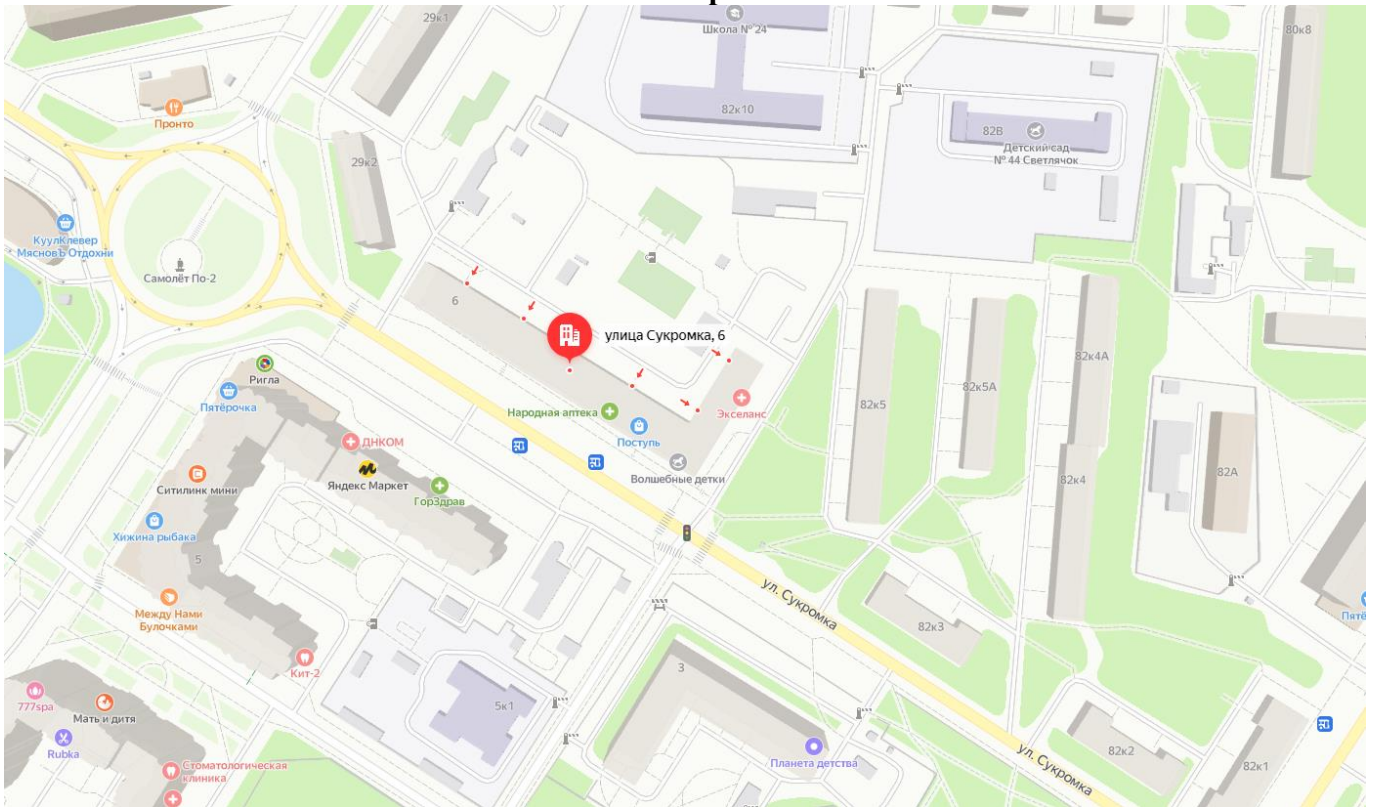 29к1
Школа № 24
80к8
82к10
Пронто
82В
Детский сад
№ 44 Светлячок
29к2
КуулКлевер
МясновЪ Отдохни
Самолёт По-2
6
улица Сукромка, 6
82к4А
Ригла
Пятёрочка
82к5А
82к5
Народная аптека
Экселанс
ДНКОМ
Поступь
Яндекс Маркет
Волшебные детки
82к4
82А
Ситилинк мини
ГорЗдрав
Хижина рыбака
5
ул. Сукромка
Между Нами
Булочками
82к3
Пятё
Кит-2
3
777spa
5к1
Мать и дитя
Rubka
Планета детства
82к2
ул. Сукромка
82к1
Стоматологическая
клиника